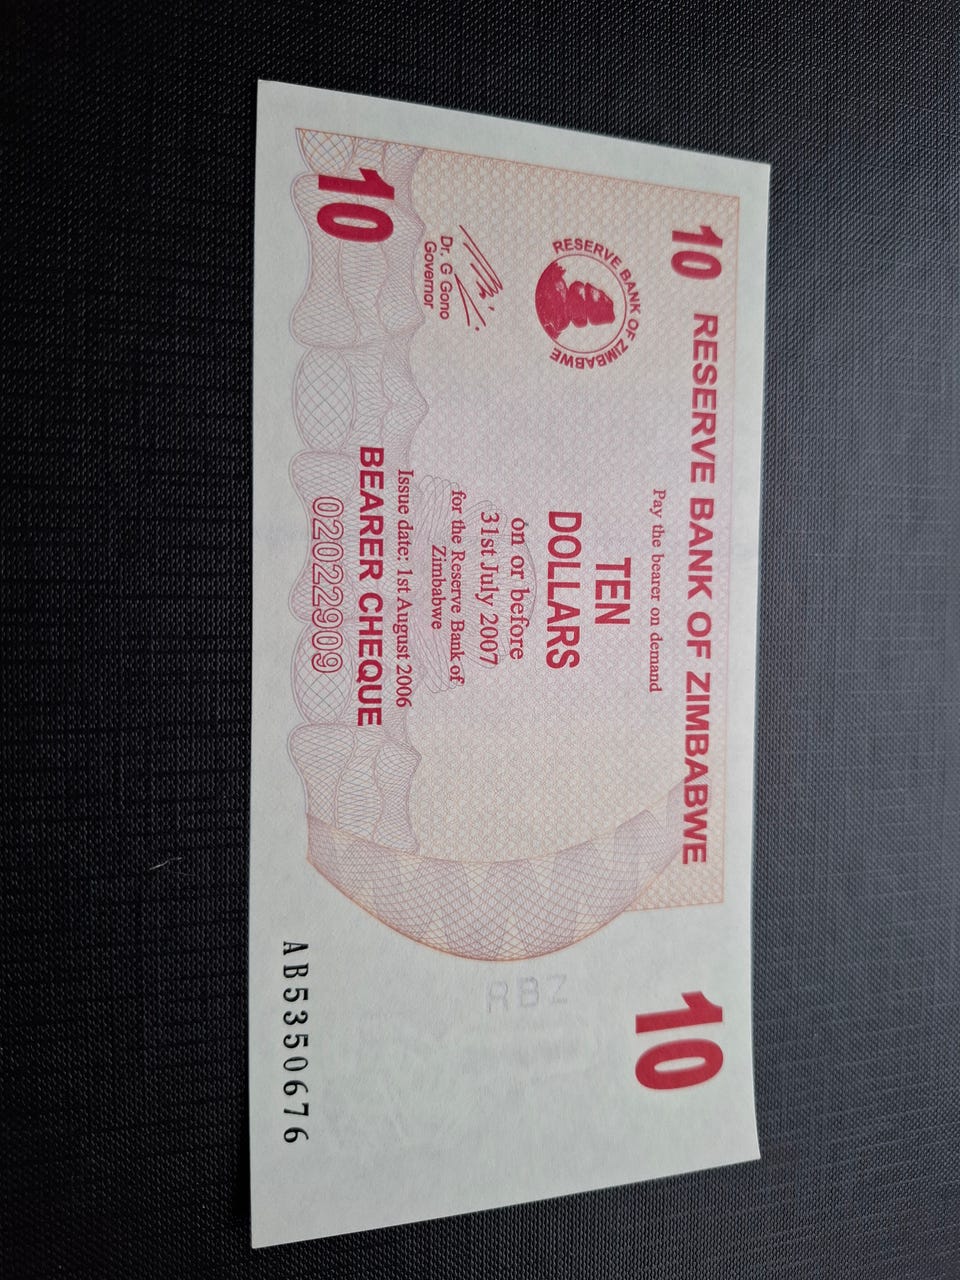 10 RESERVE BANK OF ZIMBABWE
Pay the bearer on demand
RESERVE BANK OF ZIMBABWE
TEN
DOLLARS
on or before
31st July 2007
for the Reserve Bank of
Zimbabwe
Dr. G Gono
Governor
Issue date: 1st August 2006
BEARER CHEQUE
02022909
10
10
RBZ
AB5350676